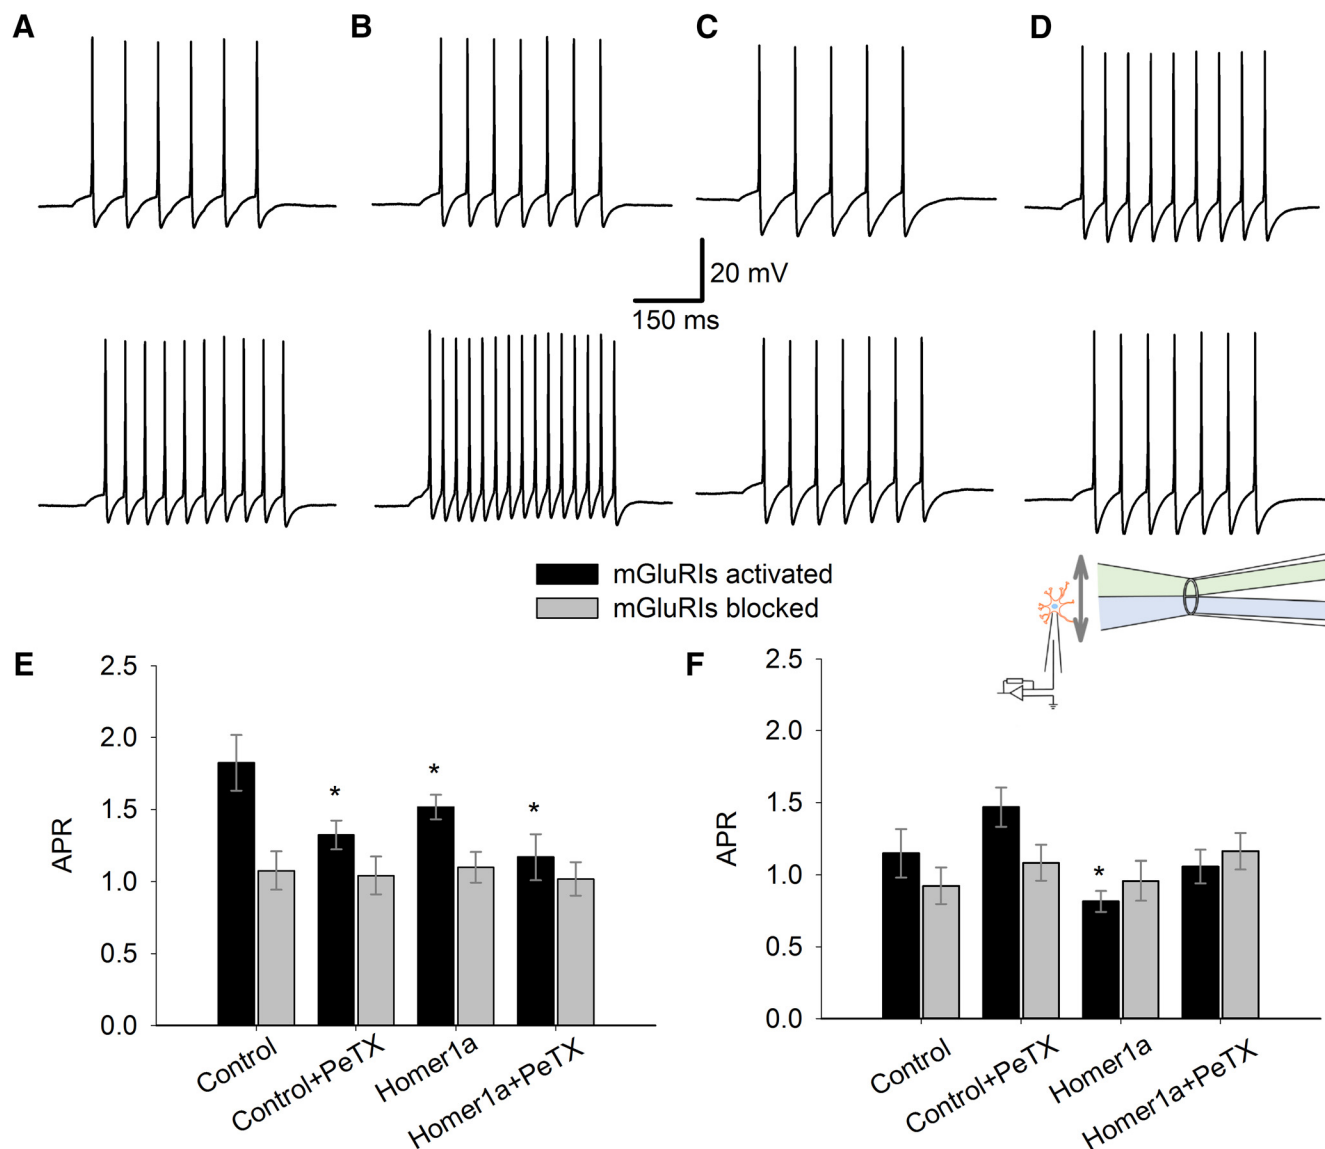 A B C D
20 mV
150 ms
mGluRIs activated
mGluRIs blocked
E
2.5
2.0
1.5
1.0
0.5
0.0
APR
*
*
*
Control
Control+PeTX
Homer1a
Homer1a+PeTX
F
2.5
2.0
1.5
1.0
0.5
0.0
APR
*
Control
Control+PeTX
Homer1a
Homer1a+PeTX